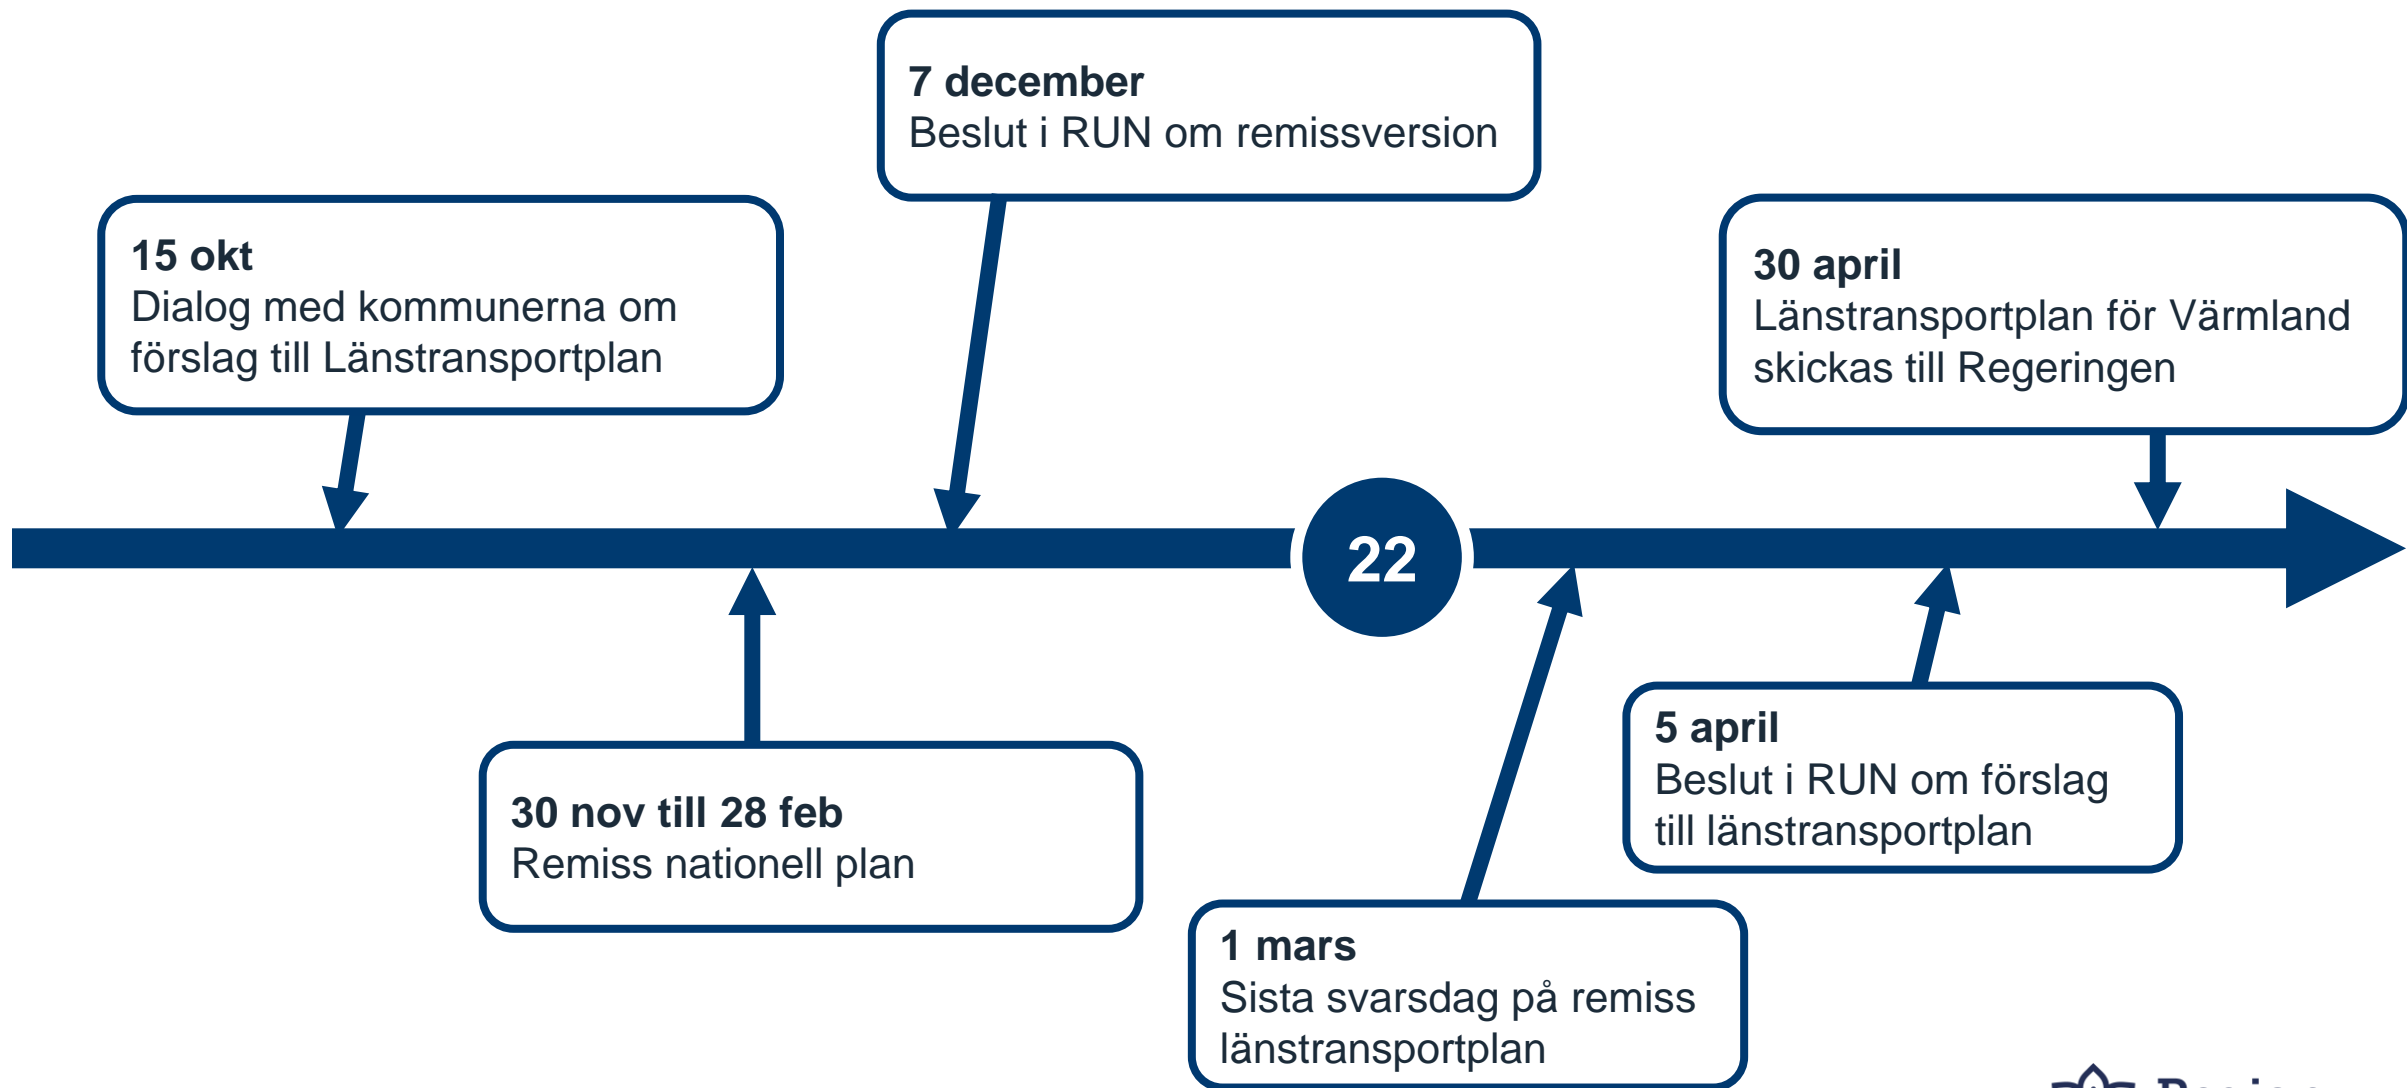 7 december
Beslut i RUN om remissversion
15 okt
Dialog med kommunerna om
förslag till Länstransportplan
30 april
Länstransportplan för Värmland
skickas till Regeringen
22
30 nov till 28 feb
Remiss nationell plan
5 april
Beslut i RUN om förslag
till länstransportplan
1 mars
Sista svarsdag på remiss
länstransportplan
Region